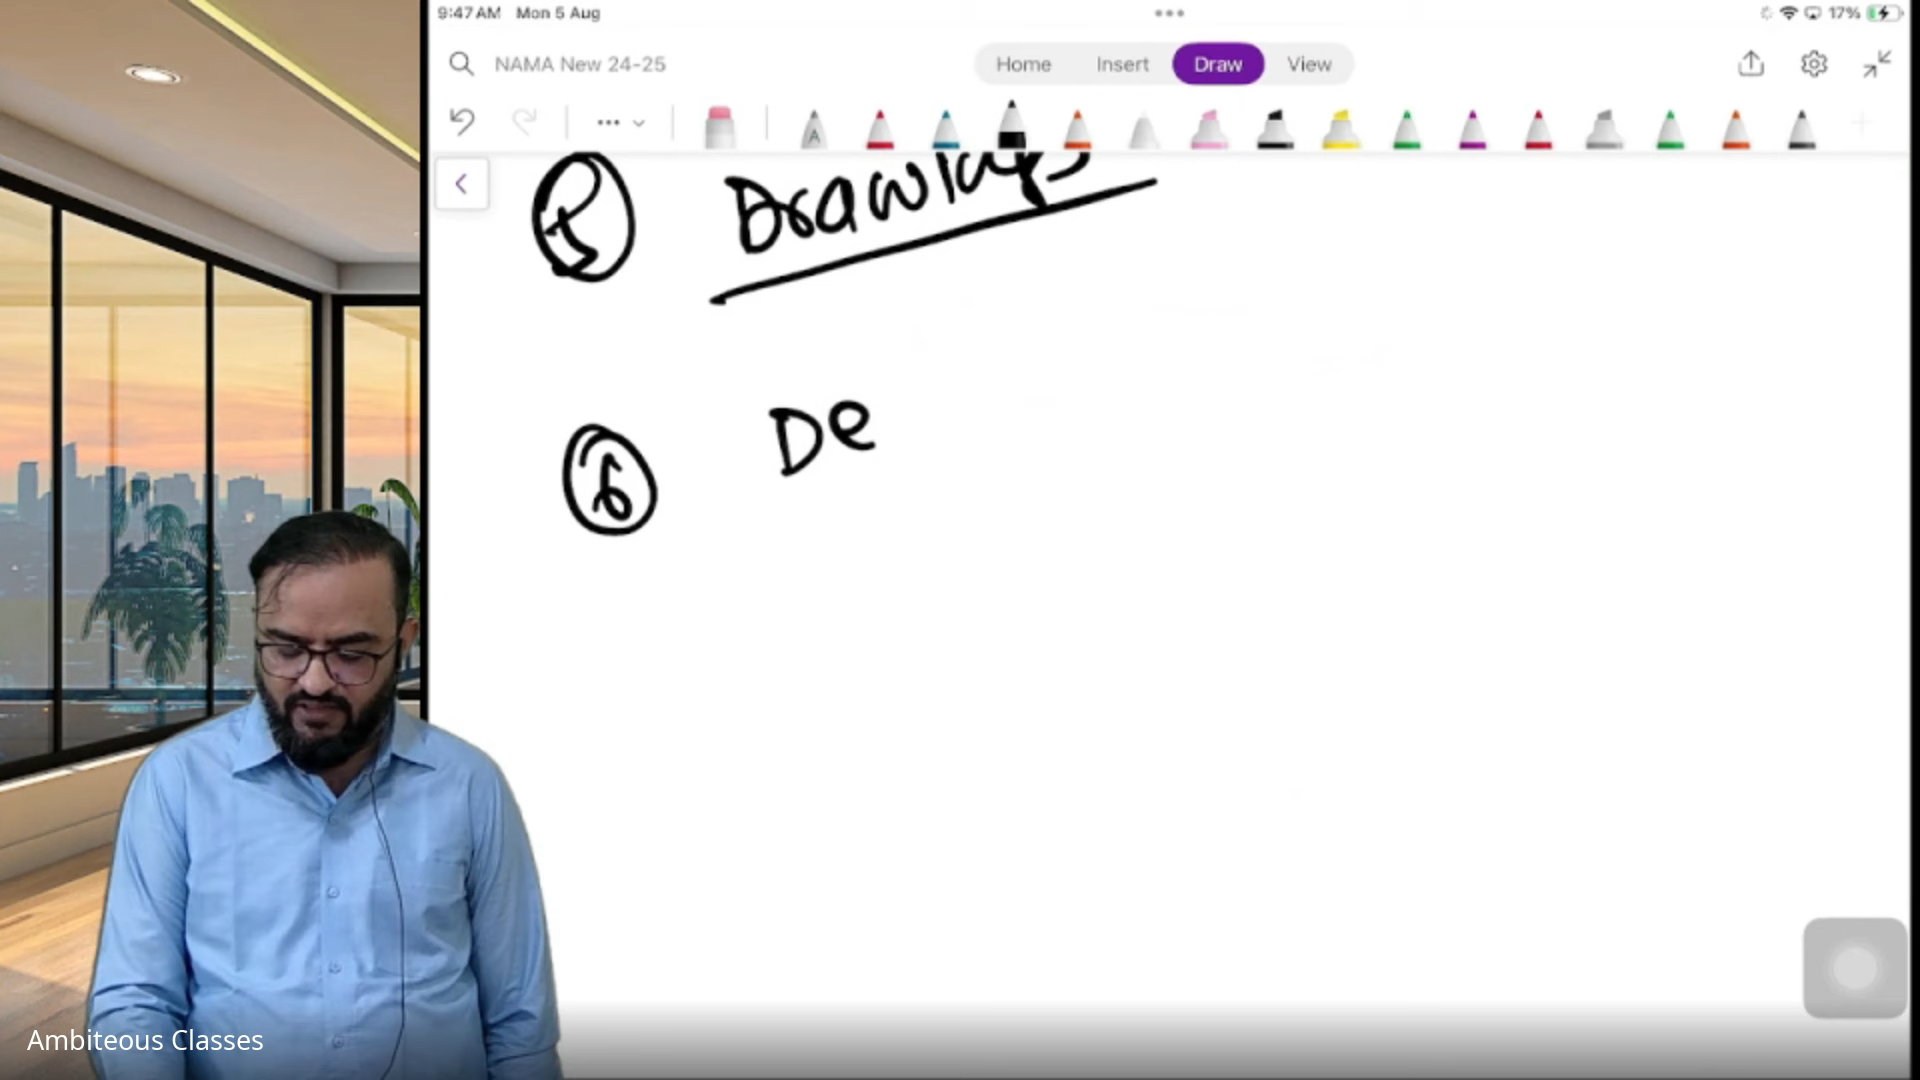 9:47 AM Mon 5 Aug
17%
NAMA New 24-25
Home Insert Draw View
A
5 Drawings
6 De
Ambiteous Classes